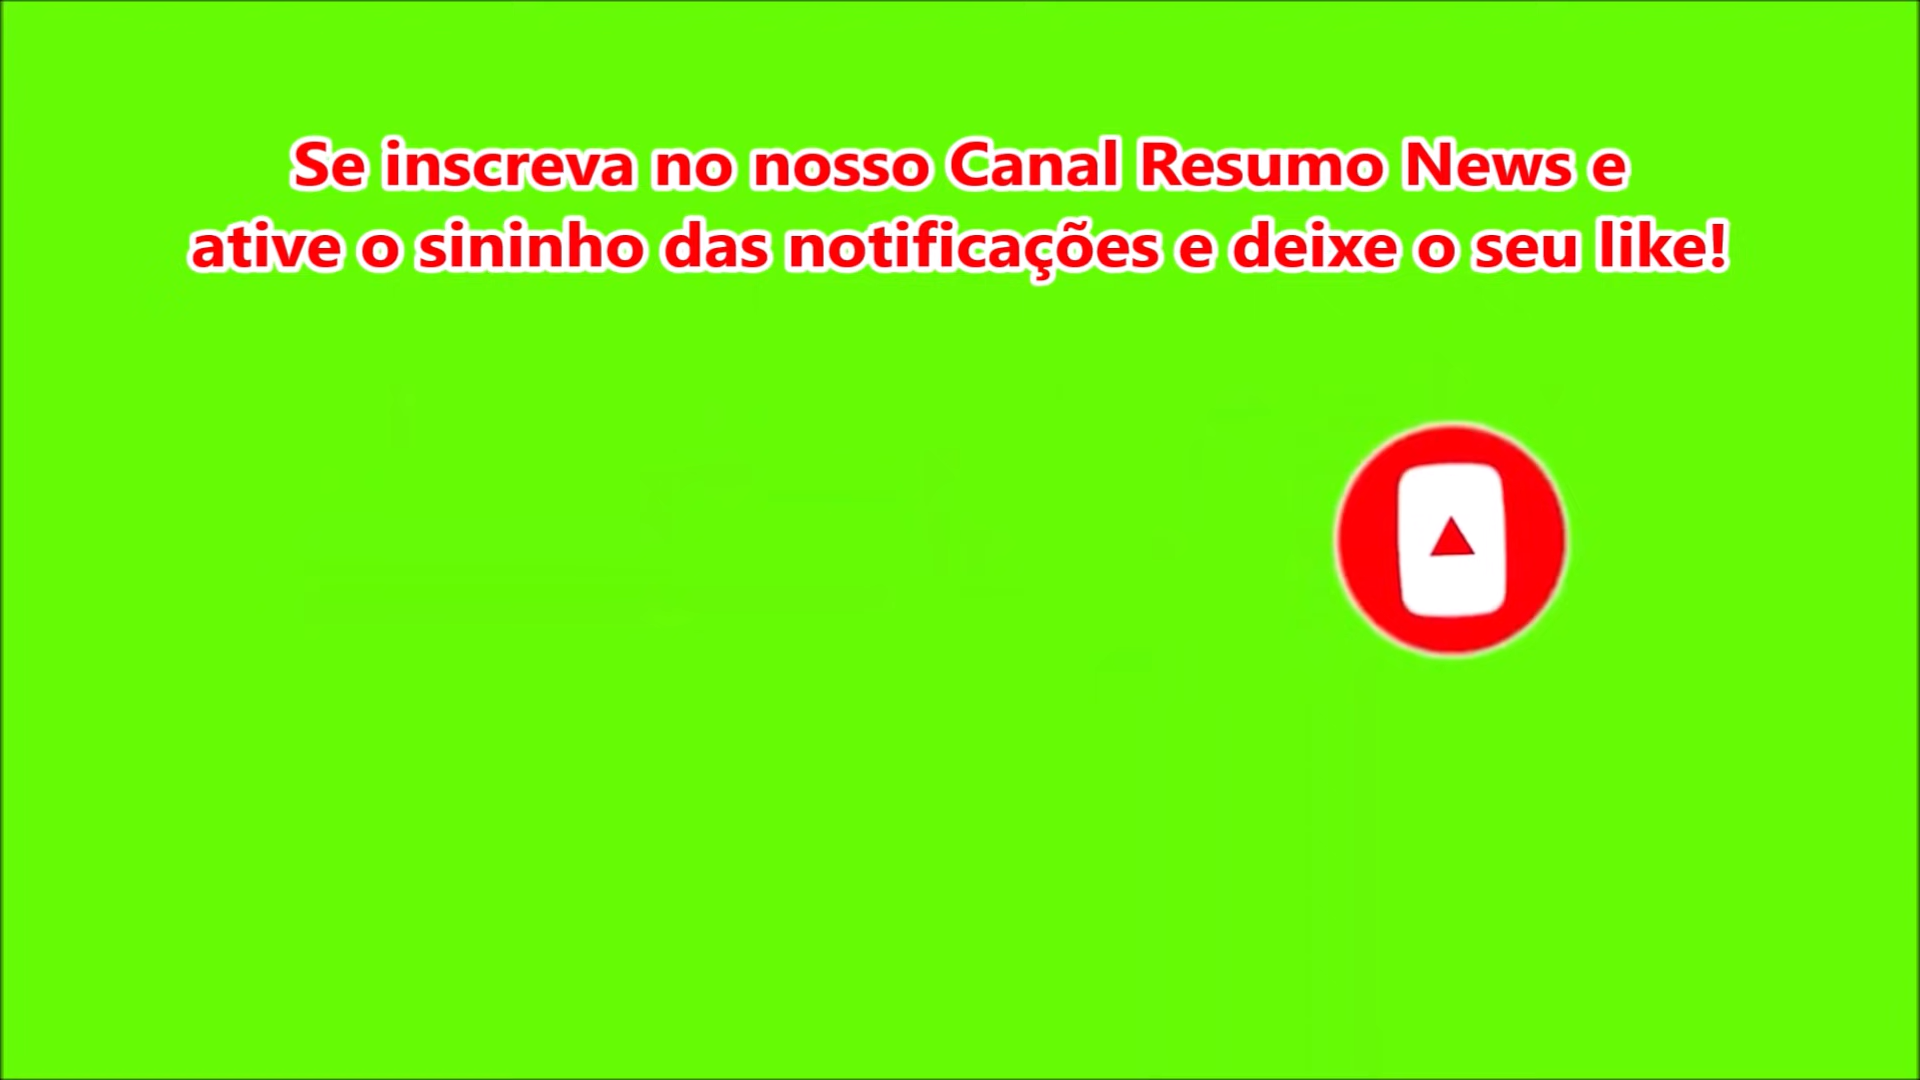 Se inscreva no nosso Canal Resumo News e
ative o sininho das notificações e deixe o seu like!